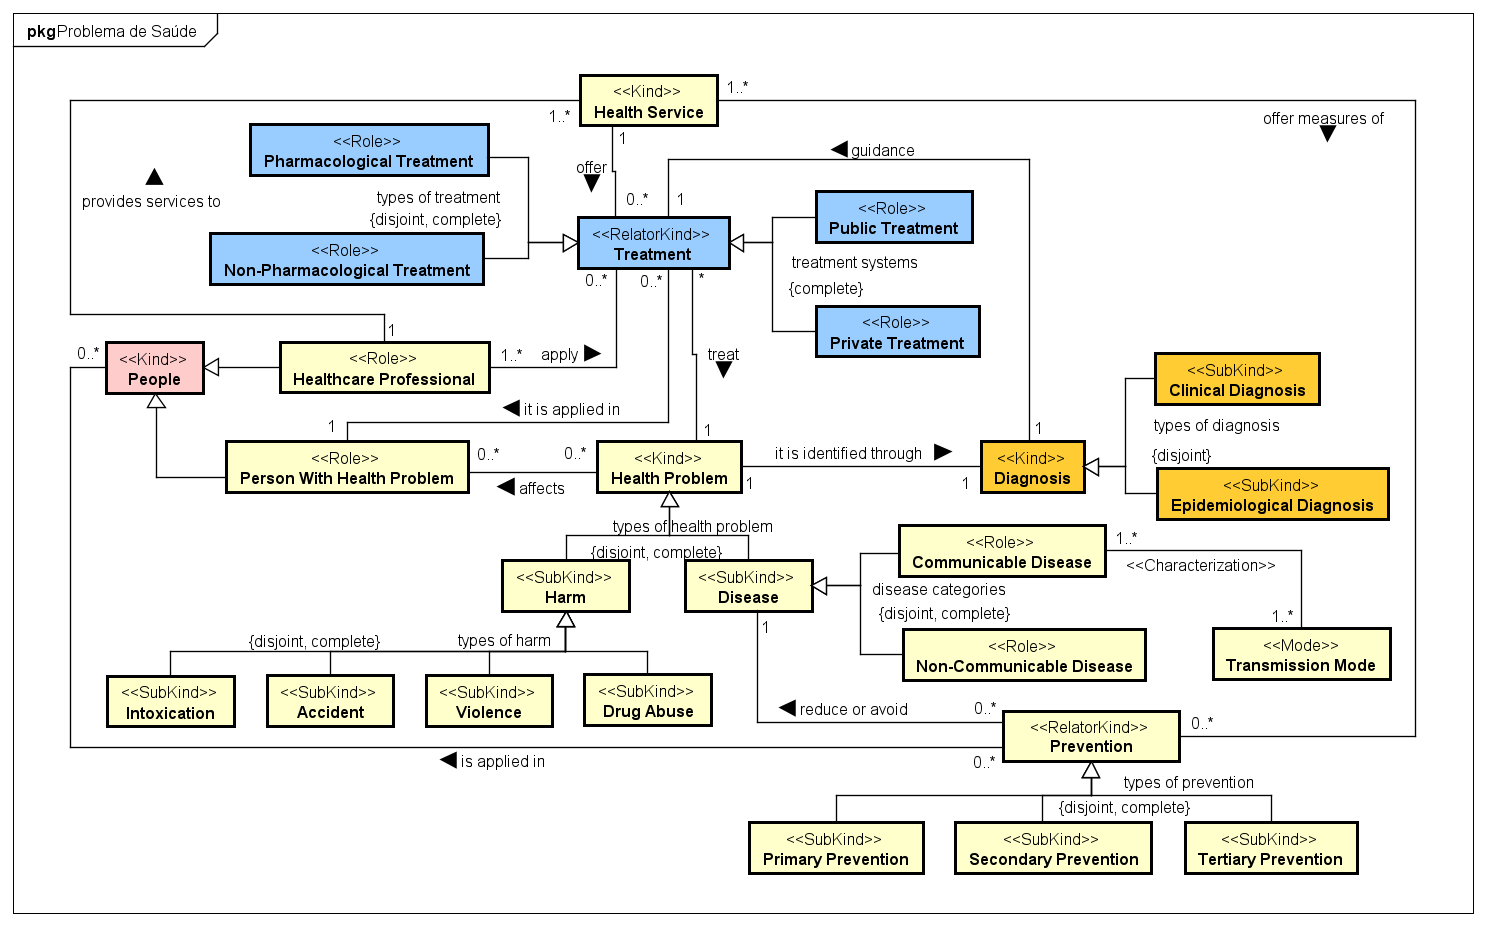 pkg Problema de Saúde
<<Kind>>
Health Service
1..*
1..*
offer measures of
1
<<Role>>
Pharmacological Treatment
guidance
offer
provides services to
types of treatment
{disjoint, complete}
0..*
1
<<Role>>
Public Treatment
<<RelatorKind>>
Treatment
<<Role>>
Non-Pharmacological Treatment
treatment systems
{complete}
0..*
0..*
*
<<Role>>
Private Treatment
1
0..*
<<Kind>>
People
<<Role>>
Healthcare Professional
1..*
apply
treat
<<SubKind>>
Clinical Diagnosis
it is applied in
1
1
1
types of diagnosis
{disjoint}
<<Role>>
Person With Health Problem
0..*
0..*
affects
<<Kind>>
Health Problem
it is identified through
1
1
<<Kind>>
Diagnosis
<<SubKind>>
Epidemiological Diagnosis
types of health problem
{disjoint, complete}
<<Role>>
Communicable Disease
1..*
<<Characterization>>
<<SubKind>>
Harm
<<SubKind>>
Disease
disease categories
{disjoint, complete}
1..*
1
{disjoint, complete}
types of harm
<<Role>>
Non-Communicable Disease
<<Mode>>
Transmission Mode
<<SubKind>>
Intoxication
<<SubKind>>
Accident
<<SubKind>>
Violence
<<SubKind>>
Drug Abuse
reduce or avoid
0..*
<<RelatorKind>>
Prevention
0..*
is applied in
0..*
types of prevention
{disjoint, complete}
<<SubKind>>
Primary Prevention
<<SubKind>>
Secondary Prevention
<<SubKind>>
Tertiary Prevention